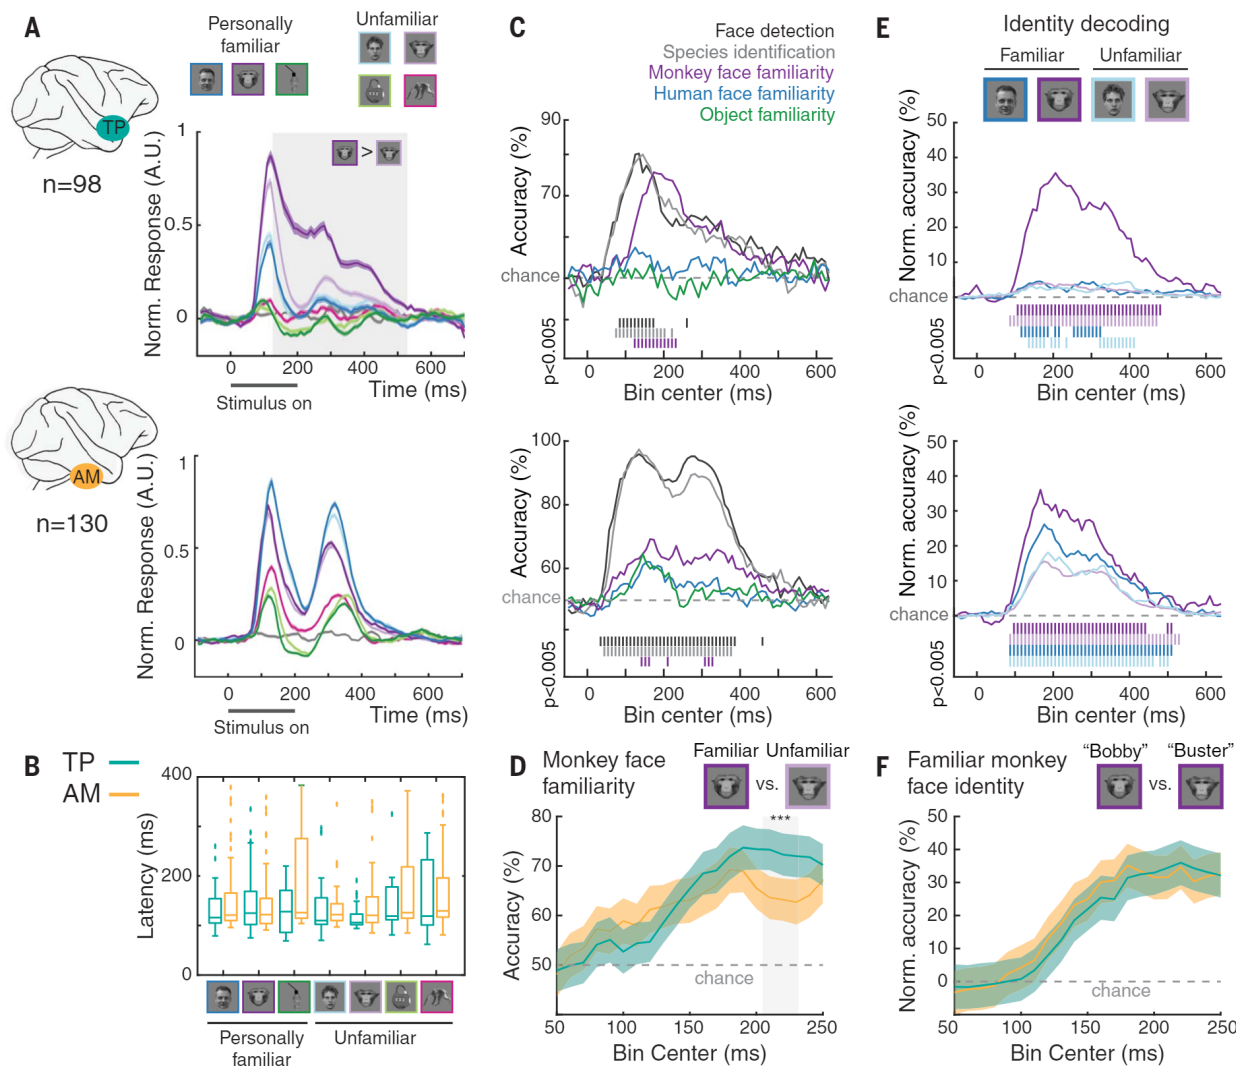 A
Personally
familiar
Unfamiliar
TP
n=98
Norm. Response (A.U.)
1
0.5
0
>
0
200
400
600
Time (ms)
Stimulus on
AM
n=130
Norm. Response (A.U.)
1
0.5
0
0
200
400
600
Time (ms)
Stimulus on
B
TP
AM
Latency (ms)
400
200
0
Personally
familiar
Unfamiliar
C
Face detection
Species identification
Monkey face familiarity
Human face familiarity
Object familiarity
Accuracy (%)
90
70
chance
p<0.005
0
200
400
600
Bin center (ms)
Accuracy (%)
100
80
60
chance
p<0.005
0
200
400
600
Bin center (ms)
D
Monkey face
familiarity
Familiar
Unfamiliar
vs.
Accuracy (%)
80
70
60
50
***
chance
50
100
150
200
250
Bin Center (ms)
E
Identity decoding
Familiar
Unfamiliar
Norm. accuracy (%)
50
40
30
20
10
chance
p<0.005
0
200
400
600
Bin center (ms)
Norm. accuracy (%)
50
40
30
20
10
chance
p<0.005
0
200
400
600
Bin center (ms)
F
Familiar monkey
face identity
“Bobby”
“Buster”
vs.
Norm. accuracy (%)
50
40
30
20
10
0
chance
50
100
150
200
250
Bin Center (ms)